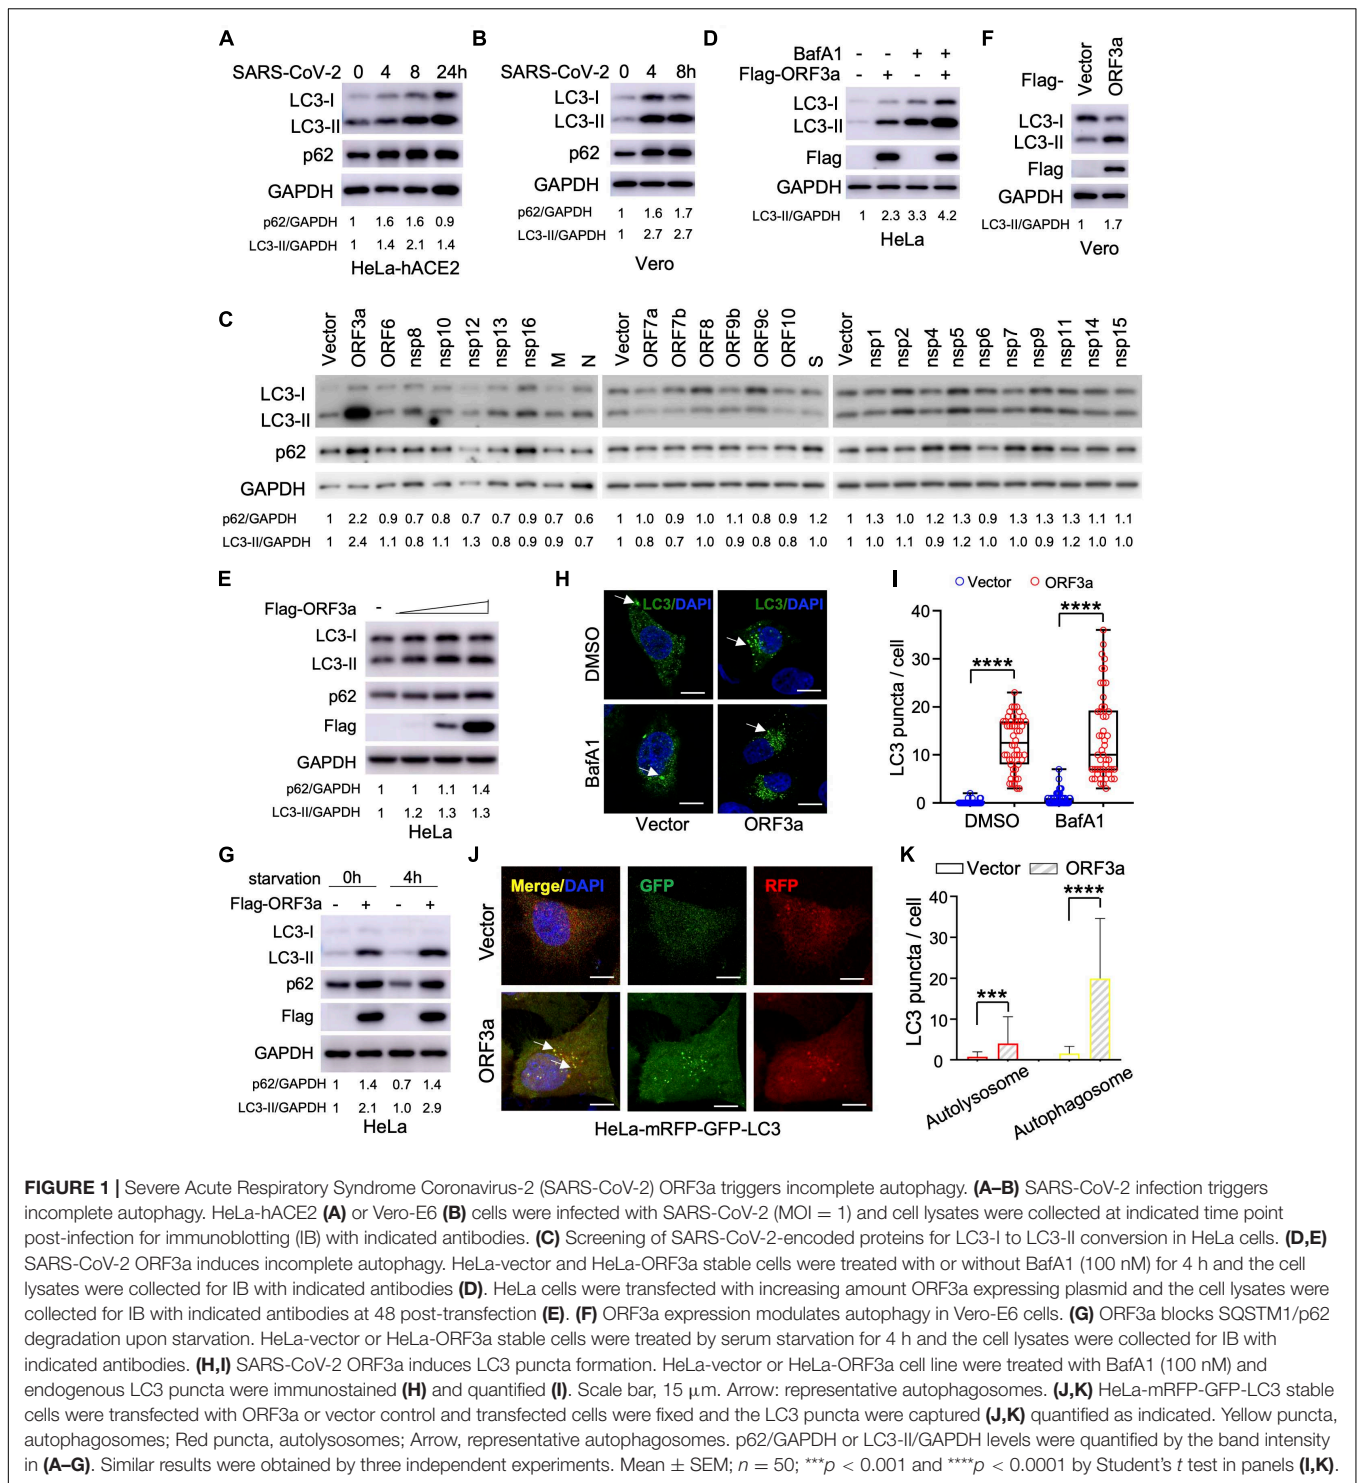 A
SARS-CoV-2 0 4 8 24h
LC3-I
LC3-II
p62
GAPDH
p62/GAPDH 1 1.6 1.6 0.9
LC3-II/GAPDH 1 1.4 2.1 1.4
HeLa-hACE2
B
SARS-CoV-2 0 4 8h
LC3-I
LC3-II
p62
GAPDH
p62/GAPDH 1 1.6 1.7
LC3-II/GAPDH 1 2.7 2.7
Vero
D
BafA1 - - + +
Flag-ORF3a - + - +
LC3-I
LC3-II
Flag
GAPDH
LC3-II/GAPDH 1 2.3 3.3 4.2
HeLa
F
Flag- Vector ORF3a
LC3-I
LC3-II
Flag
GAPDH
LC3-II/GAPDH 1 1.7
Vero
C
Vector ORF3a ORF6 nsp8 nsp10 nsp12 nsp13 nsp16 M N Vector ORF7a ORF7b ORF8 ORF9b ORF9c ORF10 S Vector nsp1 nsp2 nsp4 nsp5 nsp6 nsp7 nsp9 nsp11 nsp14 nsp15
LC3-I
LC3-II
p62
GAPDH
p62/GAPDH 1 2.2 0.9 0.7 0.8 0.7 0.7 0.9 0.7 0.6 1 1.0 0.9 1.0 1.1 0.8 0.9 1.2 1 1.3 1.0 1.2 1.3 0.9 1.3 1.3 1.3 1.1 1.1
LC3-II/GAPDH 1 2.4 1.1 0.8 1.1 1.3 0.8 0.9 0.9 0.7 1 0.8 0.7 1.0 0.9 0.8 0.8 1.0 1 1.0 1.1 0.9 1.2 1.0 1.0 0.9 1.2 1.0 1.0
E
Flag-ORF3a -
LC3-I
LC3-II
p62
Flag
GAPDH
p62/GAPDH 1 1 1.1 1.4
LC3-II/GAPDH 1 1.2 1.3 1.3
HeLa
H
LC3/DAPI LC3/DAPI
DMSO
BafA1
Vector ORF3a
I
Vector ORF3a
LC3 puncta / cell
40
30
20
10
0
**** ****
DMSO BafA1
G
starvation 0h 4h
Flag-ORF3a - + - +
LC3-I
LC3-II
p62
Flag
GAPDH
p62/GAPDH 1 1.4 0.7 1.4
LC3-II/GAPDH 1 2.1 1.0 2.9
HeLa
J
Merge/DAPI GFP RFP
Vector
ORF3a
HeLa-mRFP-GFP-LC3
K
Vector ORF3a
LC3 puncta / cell
40
30
20
10
0
*** ****
Autolysosome Autophagosome
FIGURE 1 | Severe Acute Respiratory Syndrome Coronavirus-2 (SARS-CoV-2) ORF3a triggers incomplete autophagy. (A–B) SARS-CoV-2 infection triggers
incomplete autophagy. HeLa-hACE2 (A) or Vero-E6 (B) cells were infected with SARS-CoV-2 (MOI = 1) and cell lysates were collected at indicated time point
post-infection for immunoblotting (IB) with indicated antibodies. (C) Screening of SARS-CoV-2-encoded proteins for LC3-I to LC3-II conversion in HeLa cells. (D,E)
SARS-CoV-2 ORF3a induces incomplete autophagy. HeLa-vector and HeLa-ORF3a stable cells were treated with or without BafA1 (100 nM) for 4 h and the cell
lysates were collected for IB with indicated antibodies (D). HeLa cells were transfected with increasing amount ORF3a expressing plasmid and the cell lysates were
collected for IB with indicated antibodies at 48 post-transfection (E). (F) ORF3a expression modulates autophagy in Vero-E6 cells. (G) ORF3a blocks SQSTM1/p62
degradation upon starvation. HeLa-vector or HeLa-ORF3a stable cells were treated by serum starvation for 4 h and the cell lysates were collected for IB with
indicated antibodies. (H,I) SARS-CoV-2 ORF3a induces LC3 puncta formation. HeLa-vector or HeLa-ORF3a cell line were treated with BafA1 (100 nM) and
endogenous LC3 puncta were immunostained (H) and quantified (I). Scale bar, 15 μm. Arrow: representative autophagosomes. (J,K) HeLa-mRFP-GFP-LC3 stable
cells were transfected with ORF3a or vector control and transfected cells were fixed and the LC3 puncta were captured (J,K) quantified as indicated. Yellow puncta,
autophagosomes; Red puncta, autolysosomes; Arrow, representative autophagosomes. p62/GAPDH or LC3-II/GAPDH levels were quantified by the band intensity
in (A–G). Similar results were obtained by three independent experiments. Mean ± SEM; n = 50; ***p < 0.001 and ****p < 0.0001 by Student's t test in panels (I,K).